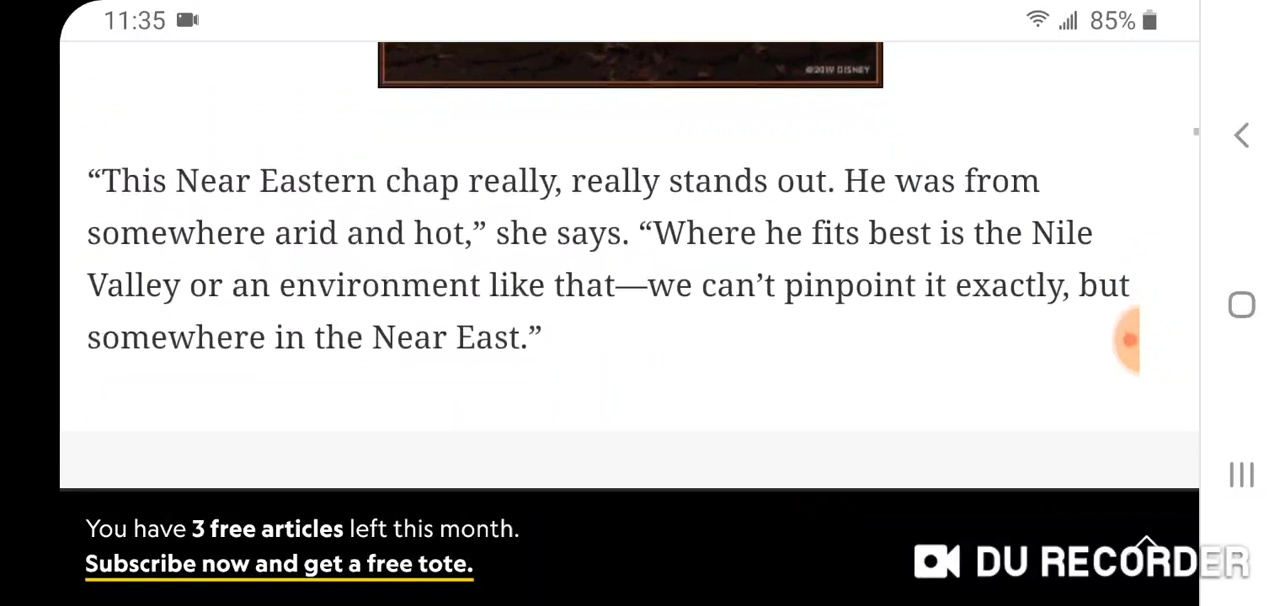 11:35
85%
©2019 DISNEY
“This Near Eastern chap really, really stands out. He was from
somewhere arid and hot,” she says. “Where he fits best is the Nile
Valley or an environment like that—we can’t pinpoint it exactly, but
somewhere in the Near East.”
You have 3 free articles left this month.
Subscribe now and get a free tote.
DU RECORDER